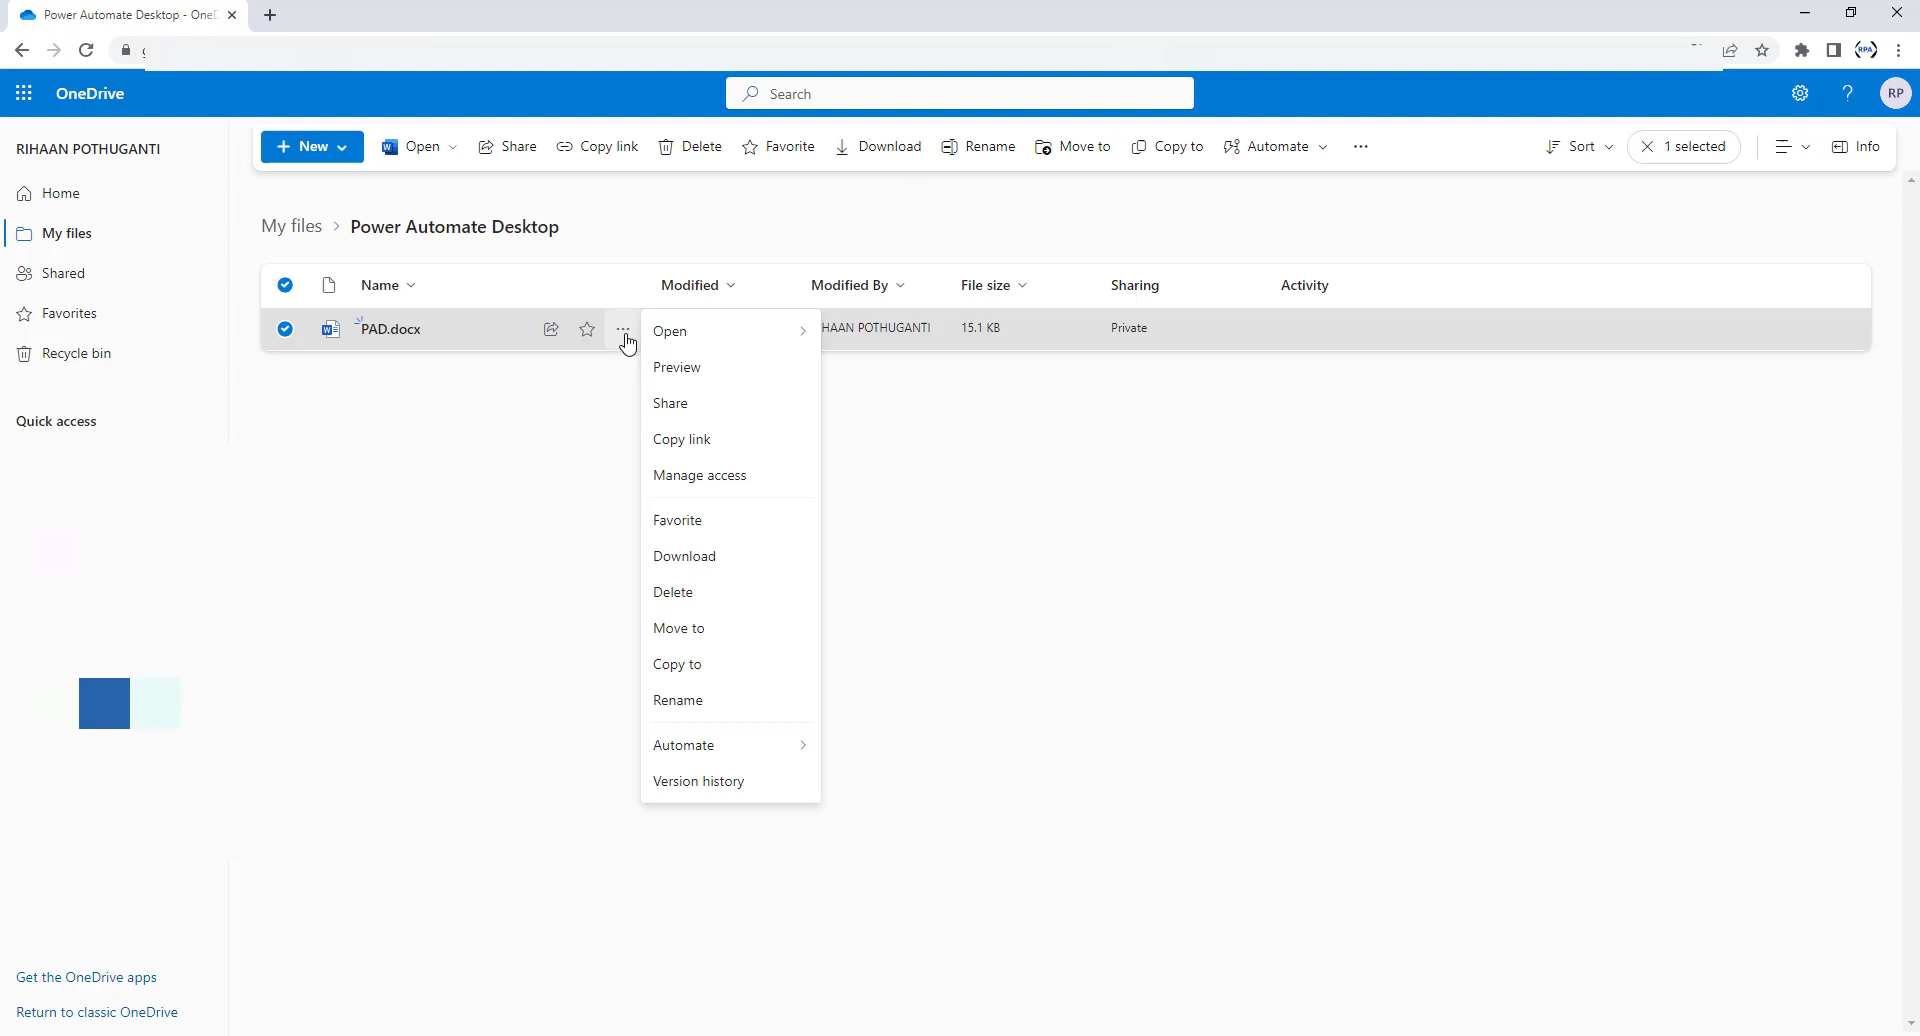 Power Automate Desktop - OneD
RPA
OneDrive
Search
RP
RIHAAN POTHUGANTI
Home
My files
Shared
Favorites
Recycle bin
Quick access
Get the OneDrive apps
Return to classic OneDrive
New
Open
Share
Copy link
Delete
Favorite
Download
Rename
Move to
Copy to
Automate
Sort
1 selected
Info
My files > Power Automate Desktop
Name
Modified
Modified By
File size
Sharing
Activity
PAD.docx
HAAN POTHUGANTI
15.1 KB
Private
Open
Preview
Share
Copy link
Manage access
Favorite
Download
Delete
Move to
Copy to
Rename
Automate
Version history